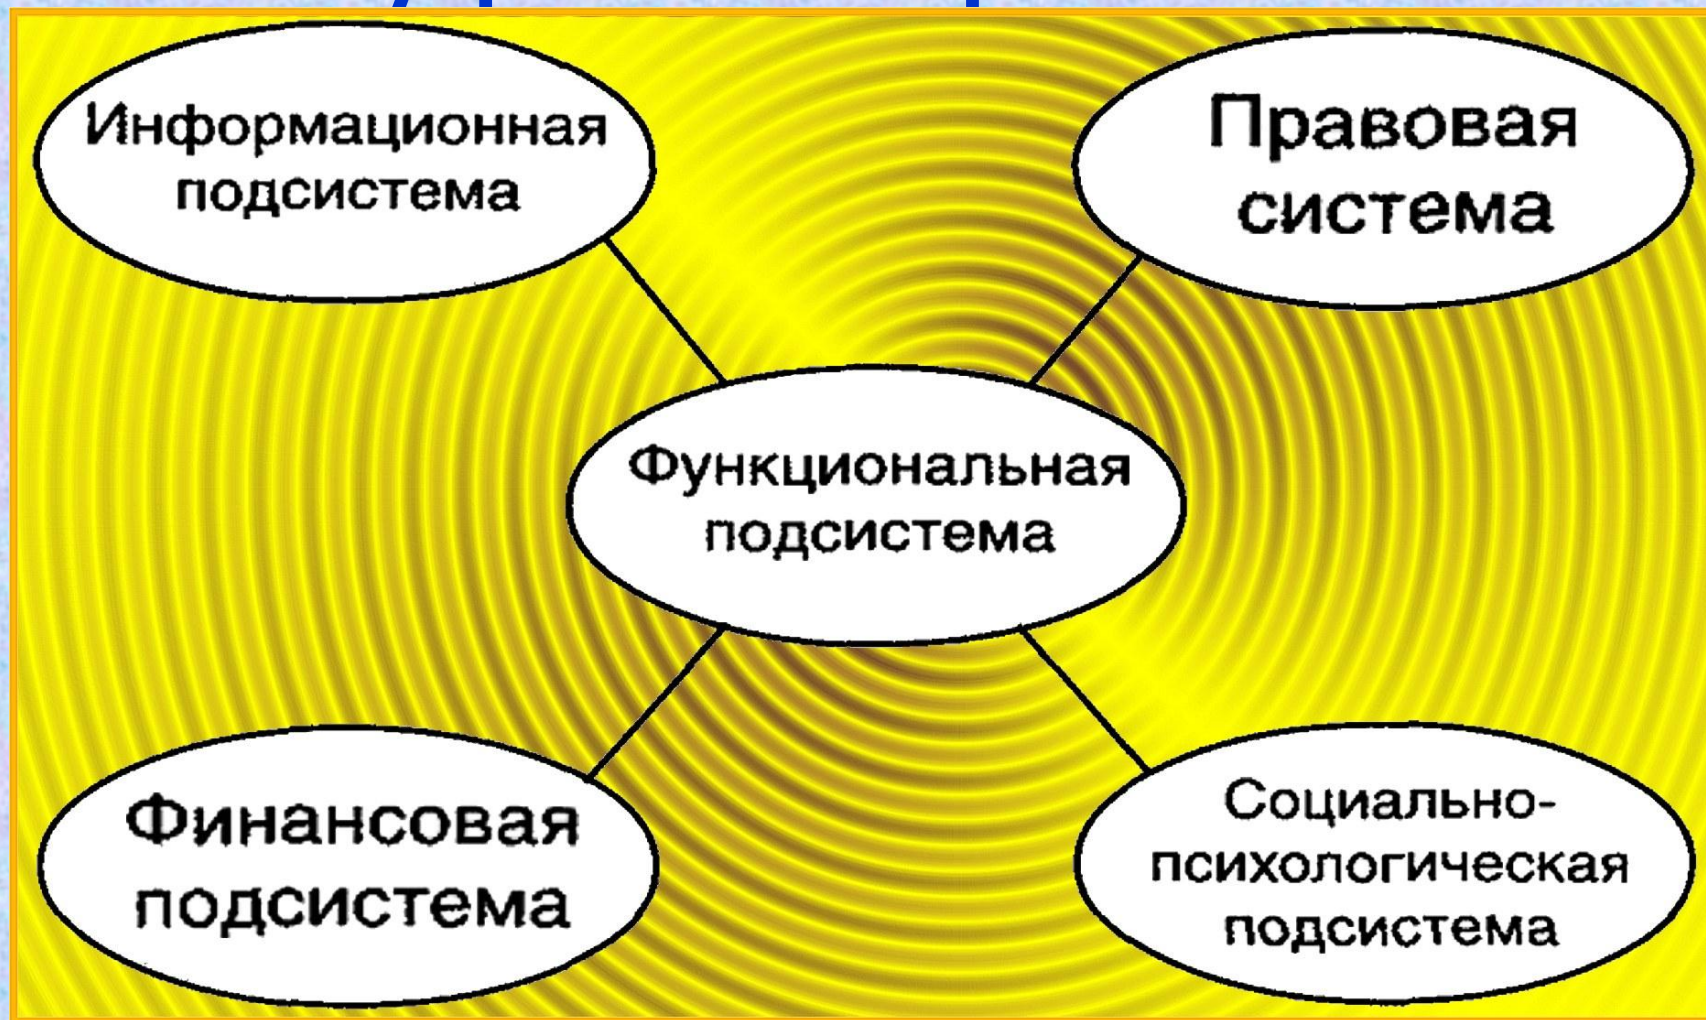 Информационная
подсистема
Правовая
система
Функциональная
подсистема
Финансовая
подсистема
Социально-
психологическая
подсистема